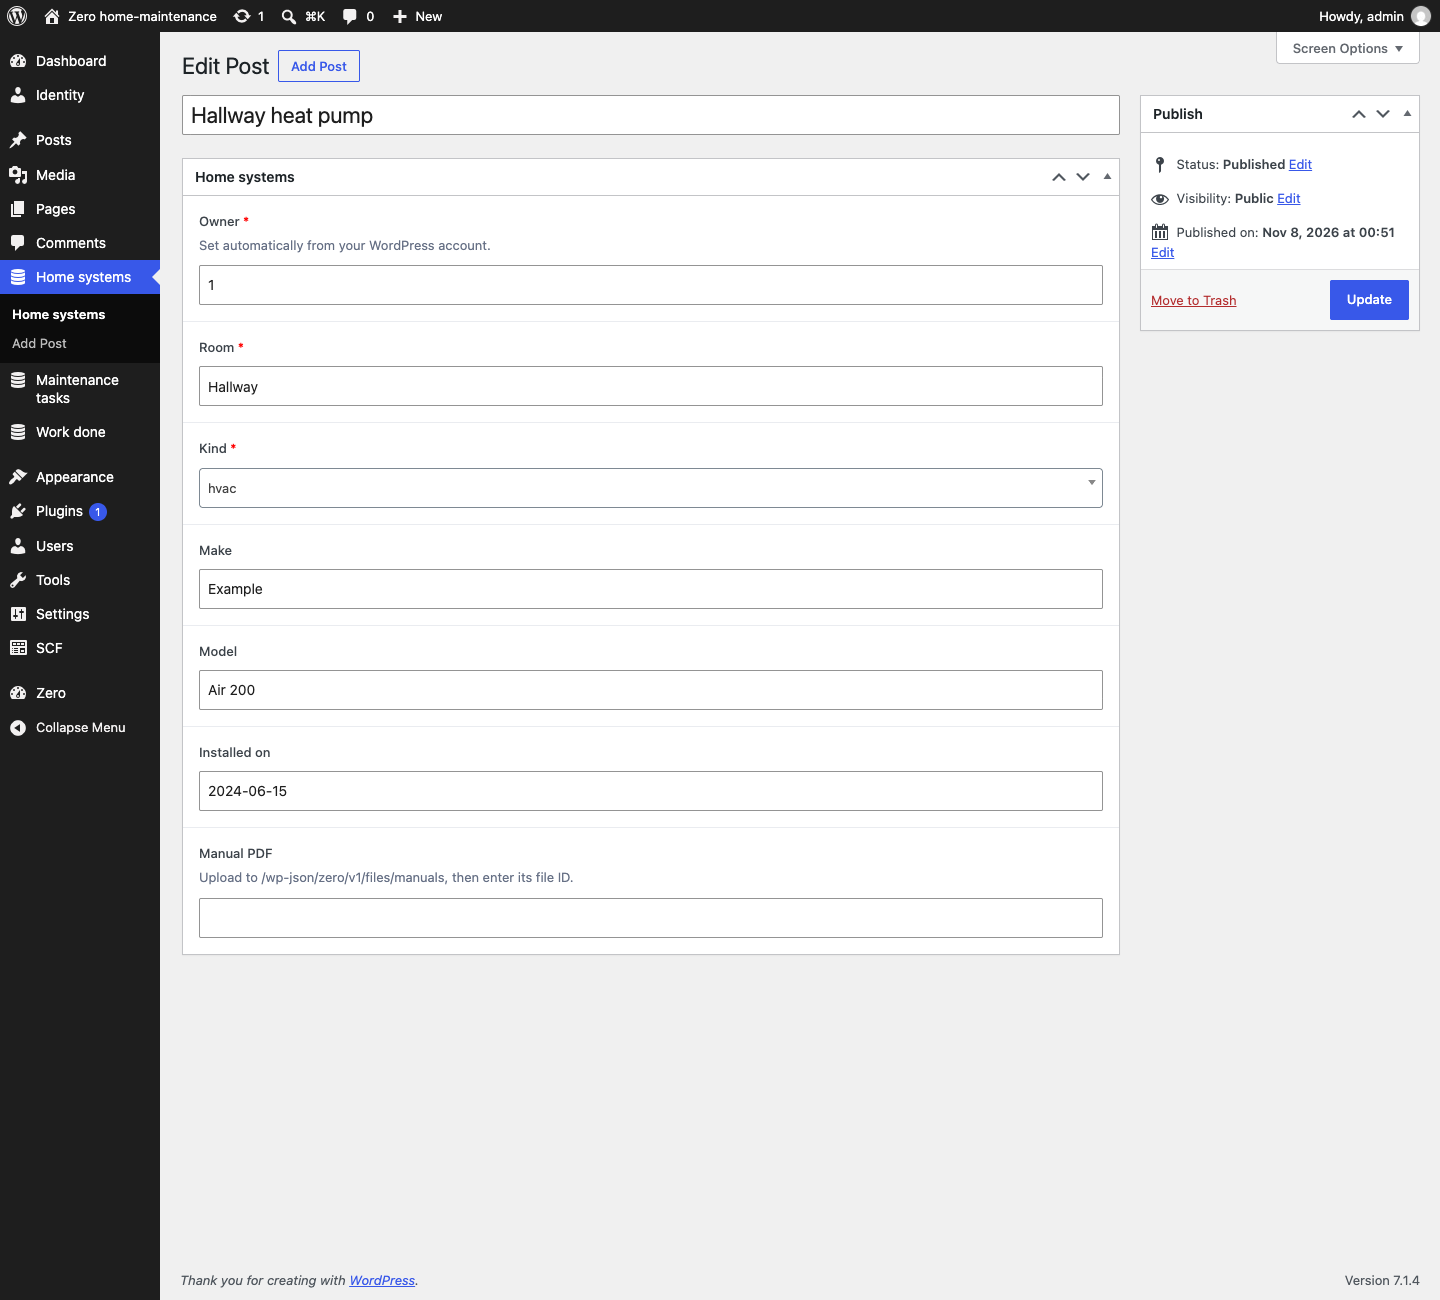 Zero home-maintenance
1
⌘K
0
New
Howdy, admin
Dashboard
Identity
Posts
Media
Pages
Comments
Home systems
Home systems
Add Post
Maintenance
tasks
Work done
Appearance
Plugins 1
Users
Tools
Settings
SCF
Zero
Collapse Menu
Screen Options
Edit Post
Add Post
Hallway heat pump
Home systems
Owner *
Set automatically from your WordPress account.
1
Room *
Hallway
Kind *
hvac
Make
Example
Model
Air 200
Installed on
2024-06-15
Manual PDF
Upload to /wp-json/zero/v1/files/manuals, then enter its file ID.
Publish
Status: Published Edit
Visibility: Public Edit
Published on: Nov 8, 2026 at 00:51
Edit
Move to Trash
Update
Thank you for creating with WordPress.
Version 7.1.4